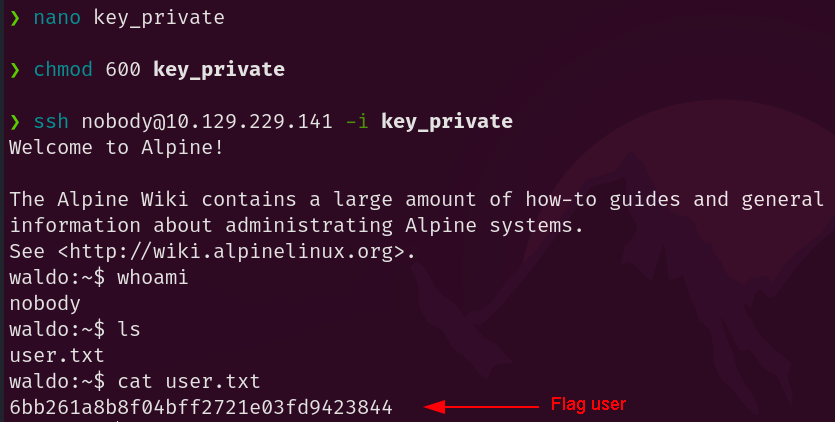 ❯ nano key_private
❯ chmod 600 key_private
❯ ssh nobody@10.129.229.141 -i key_private
Welcome to Alpine!
The Alpine Wiki contains a large amount of how-to guides and general
information about administrating Alpine systems.
See <http://wiki.alpinelinux.org>.
waldo:~$ whoami
nobody
waldo:~$ ls
user.txt
waldo:~$ cat user.txt
6bb261a8b8f04bff2721e03fd9423844 Flag user